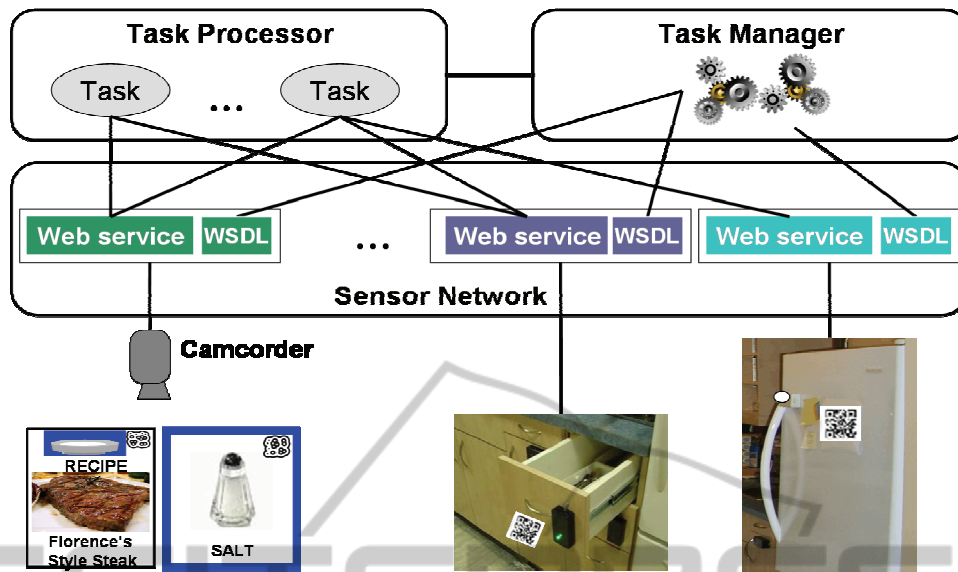 Task Processor
Task Manager
Task
...
Task
Web service
WSDL
...
Web service
WSDL
Web service
WSDL
Sensor Network
Camcorder
RECIPE
Florence's
Style Steak
SALT